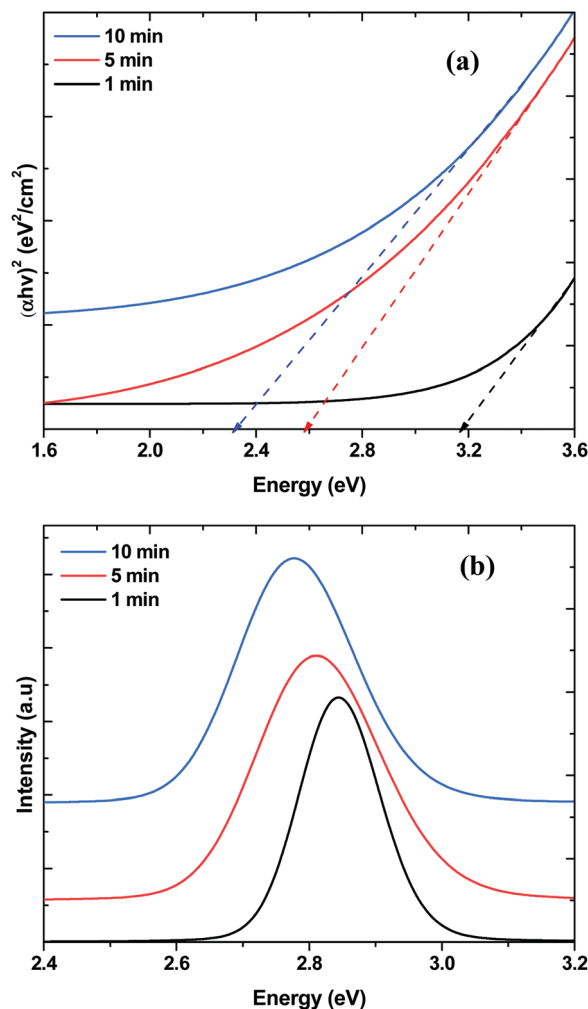 10 min
5 min
1 min
(a)
(αhν)² (eV²/cm²)
1.6 2.0 2.4 2.8 3.2 3.6
Energy (eV)
10 min
5 min
1 min
(b)
Intensity (a.u)
2.4 2.6 2.8 3.0 3.2
Energy (eV)